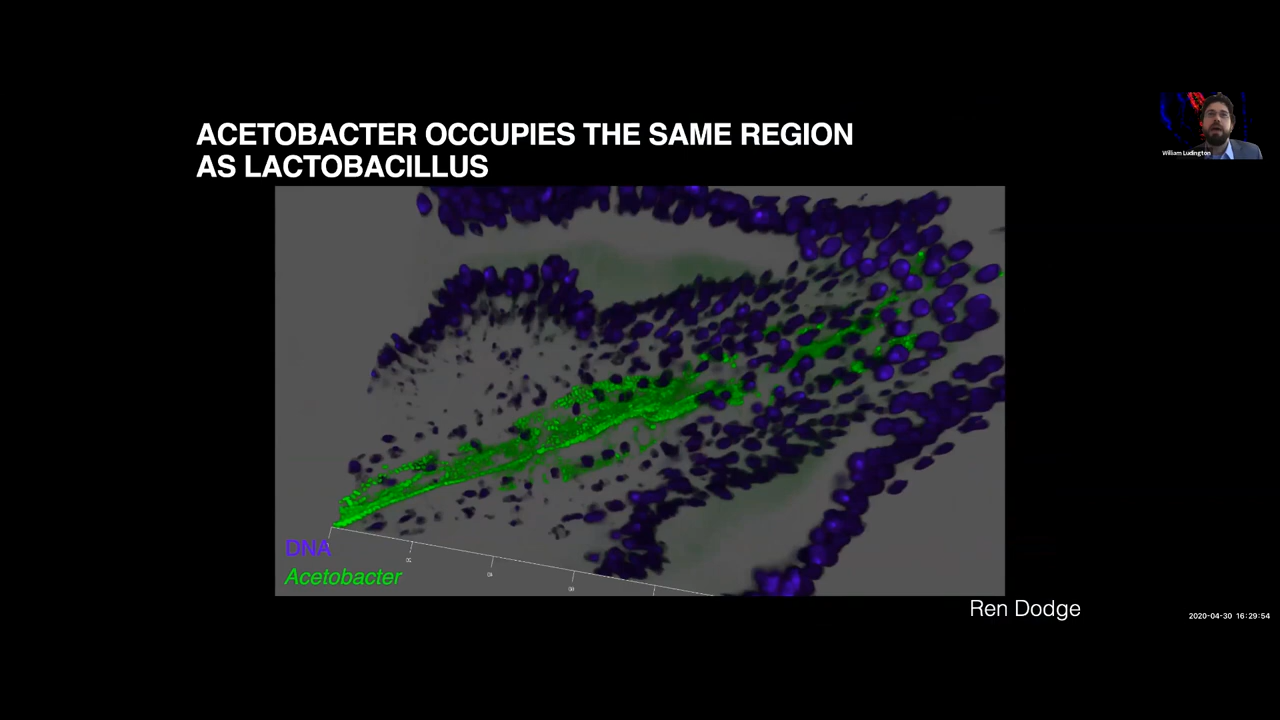 ACETOBACTER OCCUPIES THE SAME REGION
AS LACTOBACILLUS
William Ludington
DNA
Acetobacter
Ren Dodge
2020-04-30 16:29:54